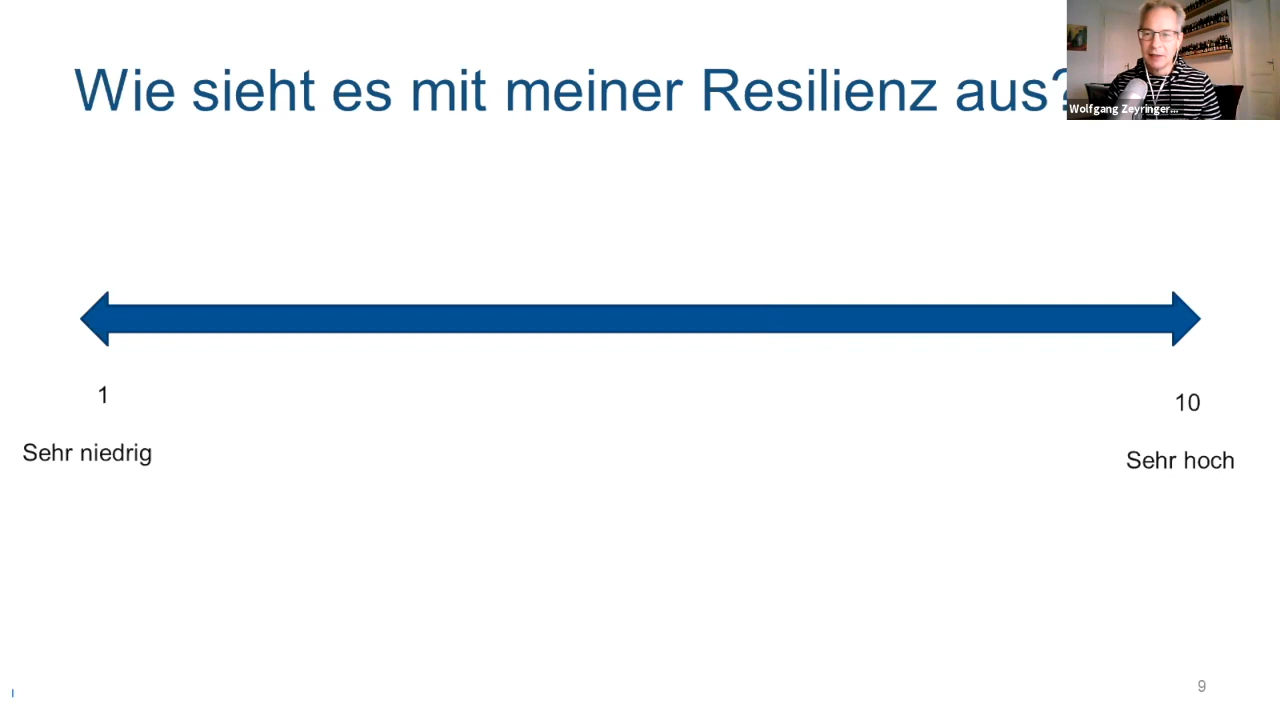 Wie sieht es mit meiner Resilienz aus?
Wolfgang Zeyringer...
1
10
Sehr niedrig
Sehr hoch
9